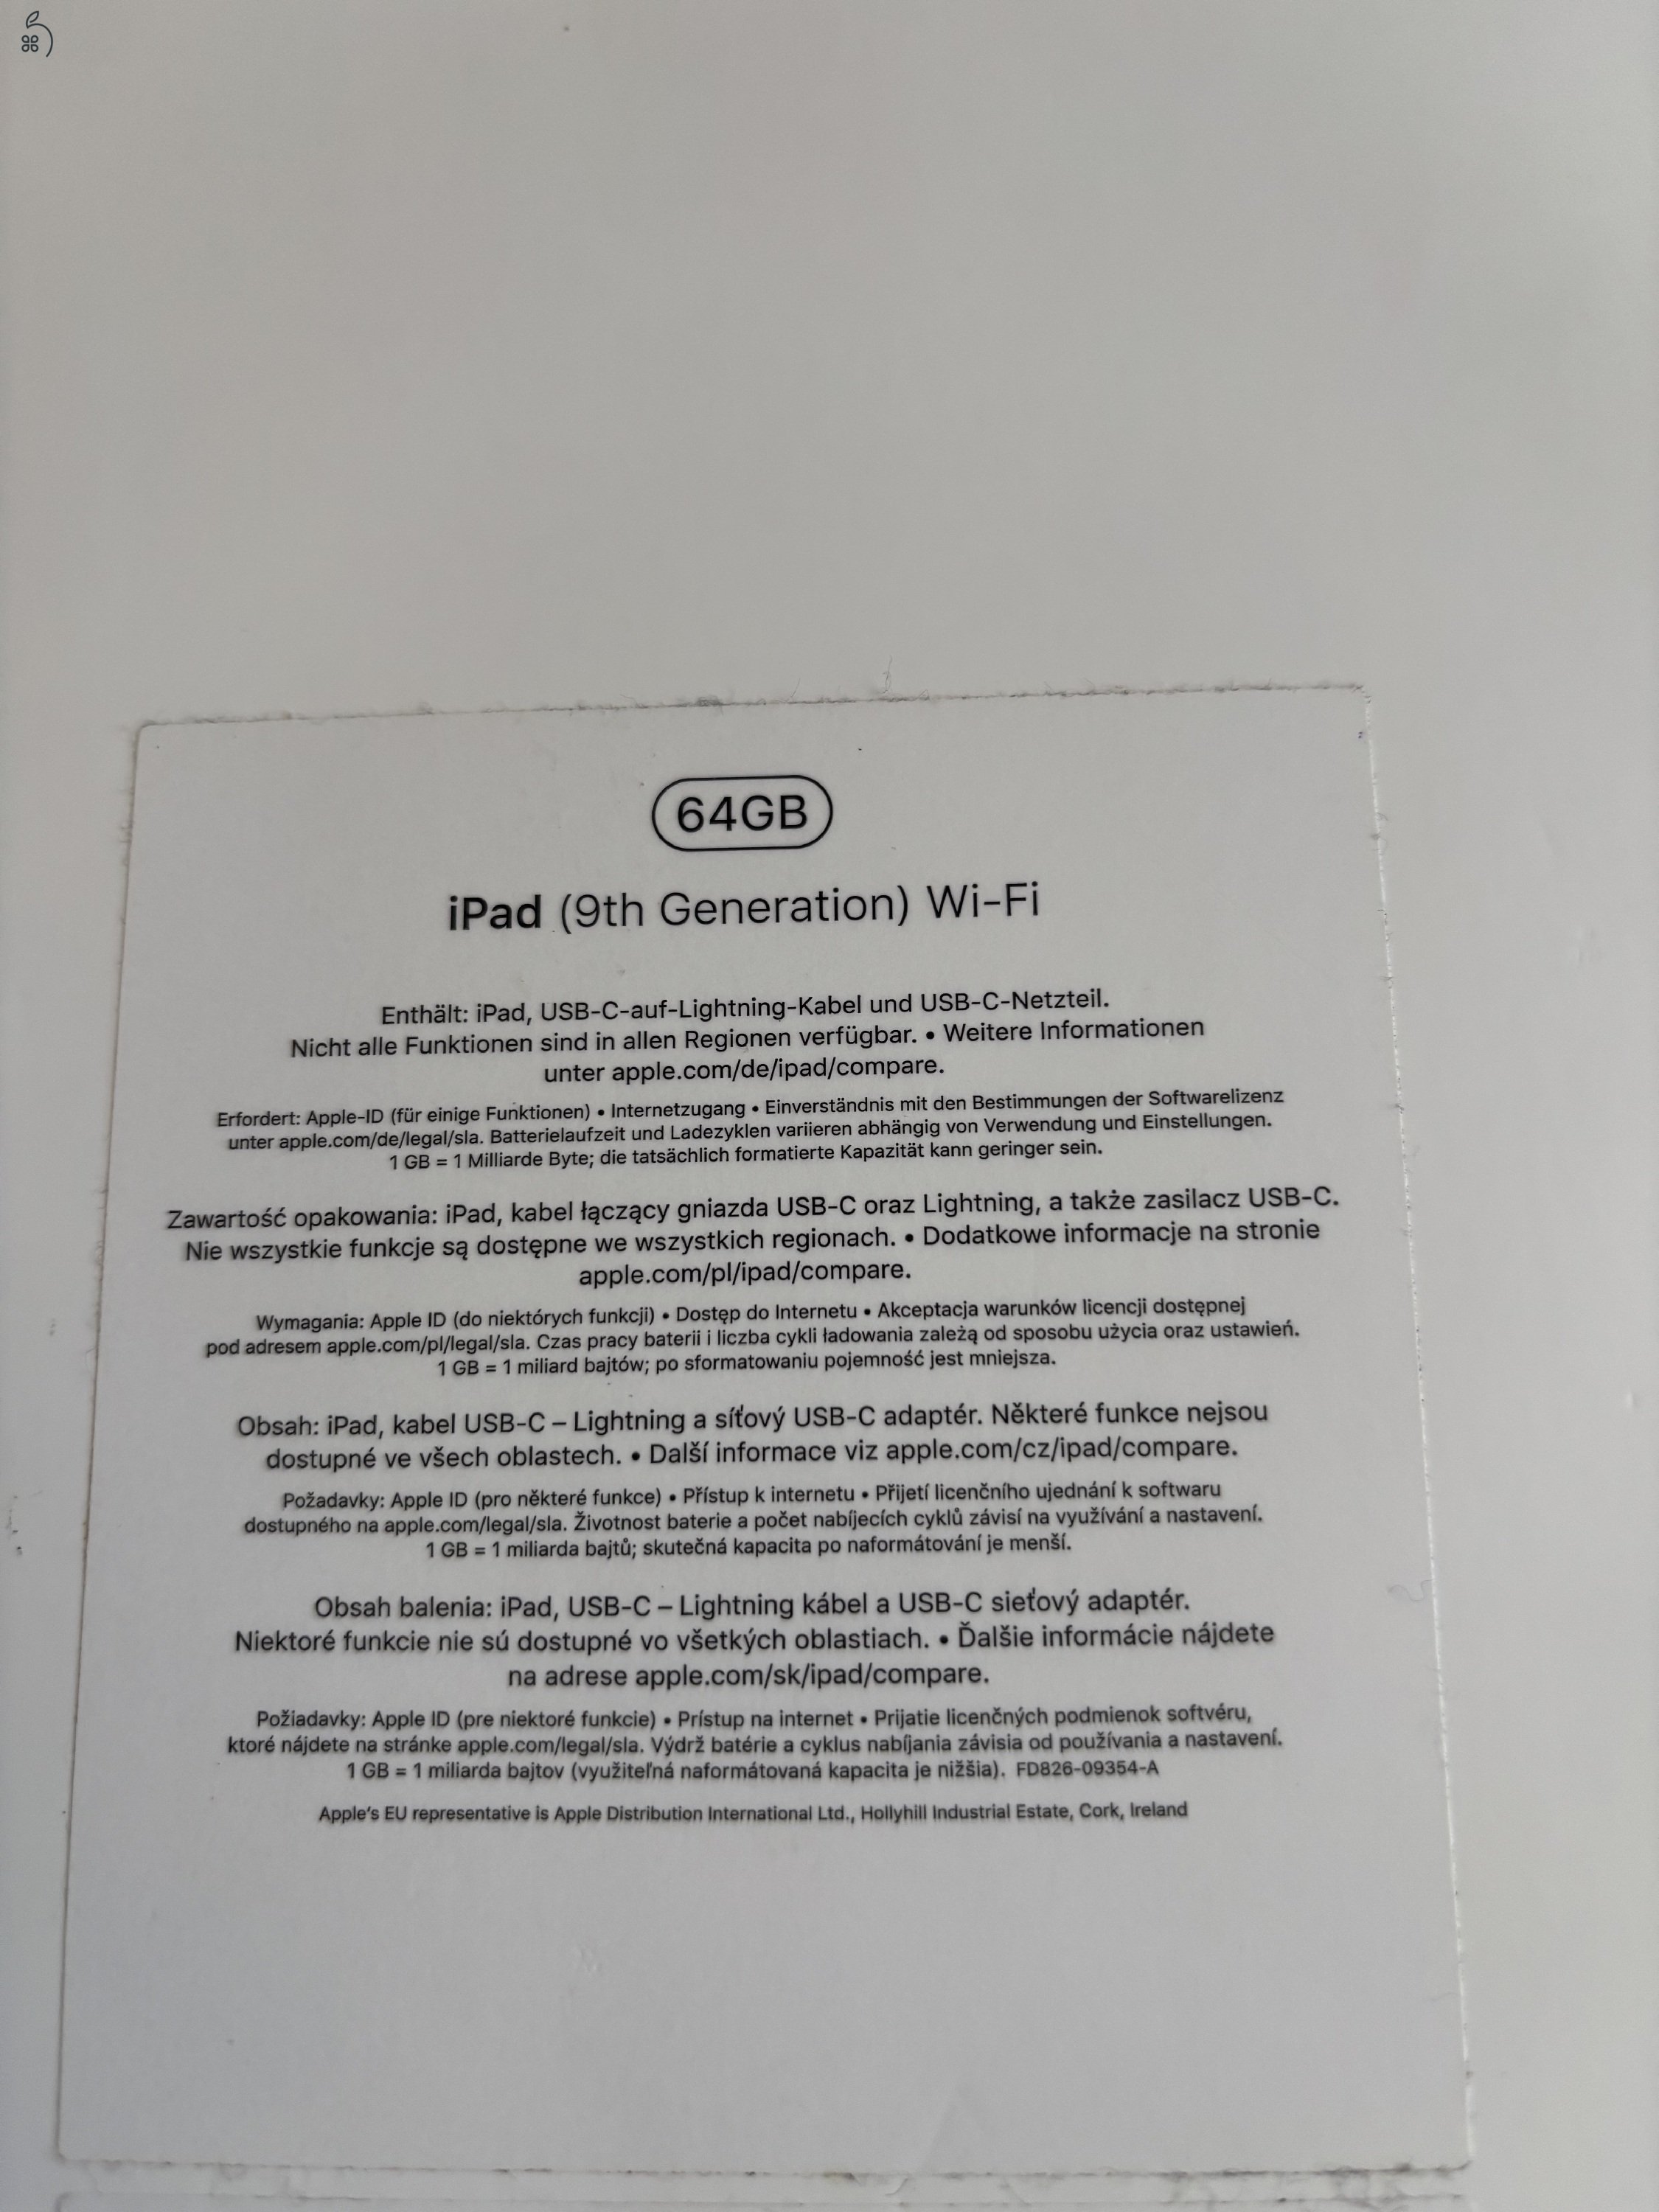 64GB
iPad (9th Generation) Wi-Fi
Enthält: iPad, USB-C-auf-Lightning-Kabel und USB-C-Netzteil.
Nicht alle Funktionen sind in allen Regionen verfügbar. • Weitere Informationen
unter apple.com/de/ipad/compare.
Erfordert: Apple-ID (für einige Funktionen) • Internetzugang • Einverständnis mit den Bestimmungen der Softwarelizenz
unter apple.com/de/legal/sla. Batterielaufzeit und Ladezyklen variieren abhängig von Verwendung und Einstellungen.
1 GB = 1 Milliarde Byte; die tatsächlich formatierte Kapazität kann geringer sein.
Zawartość opakowania: iPad, kabel łączący gniazda USB-C oraz Lightning, a także zasilacz USB-C.
Nie wszystkie funkcje są dostępne we wszystkich regionach. • Dodatkowe informacje na stronie
apple.com/pl/ipad/compare.
Wymagania: Apple ID (do niektórych funkcji) • Dostęp do Internetu • Akceptacja warunków licencji dostępnej
pod adresem apple.com/pl/legal/sla. Czas pracy baterii i liczba cykli ładowania zależą od sposobu użycia oraz ustawień.
1 GB = 1 miliard bajtów; po sformatowaniu pojemność jest mniejsza.
Obsah: iPad, kabel USB-C – Lightning a síťový USB-C adaptér. Některé funkce nejsou
dostupné ve všech oblastech. • Další informace viz apple.com/cz/ipad/compare.
Požadavky: Apple ID (pro některé funkce) • Přístup k internetu • Přijetí licenčního ujednání k softwaru
dostupného na apple.com/legal/sla. Životnost baterie a počet nabíjecích cyklů závisí na využívání a nastavení.
1 GB = 1 miliarda bajtů; skutečná kapacita po naformátování je menší.
Obsah balenia: iPad, USB-C – Lightning kábel a USB-C sieťový adaptér.
Niektoré funkcie nie sú dostupné vo všetkých oblastiach. • Ďalšie informácie nájdete
na adrese apple.com/sk/ipad/compare.
Požiadavky: Apple ID (pre niektoré funkcie) • Prístup na internet • Prijatie licenčných podmienok softvéru,
ktoré nájdete na stránke apple.com/legal/sla. Výdrž batérie a cyklus nabíjania závisia od používania a nastavení.
1 GB = 1 miliarda bajtov (využiteľná naformátovaná kapacita je nižšia). FD826-09354-A
Apple's EU representative is Apple Distribution International Ltd., Hollyhill Industrial Estate, Cork, Ireland